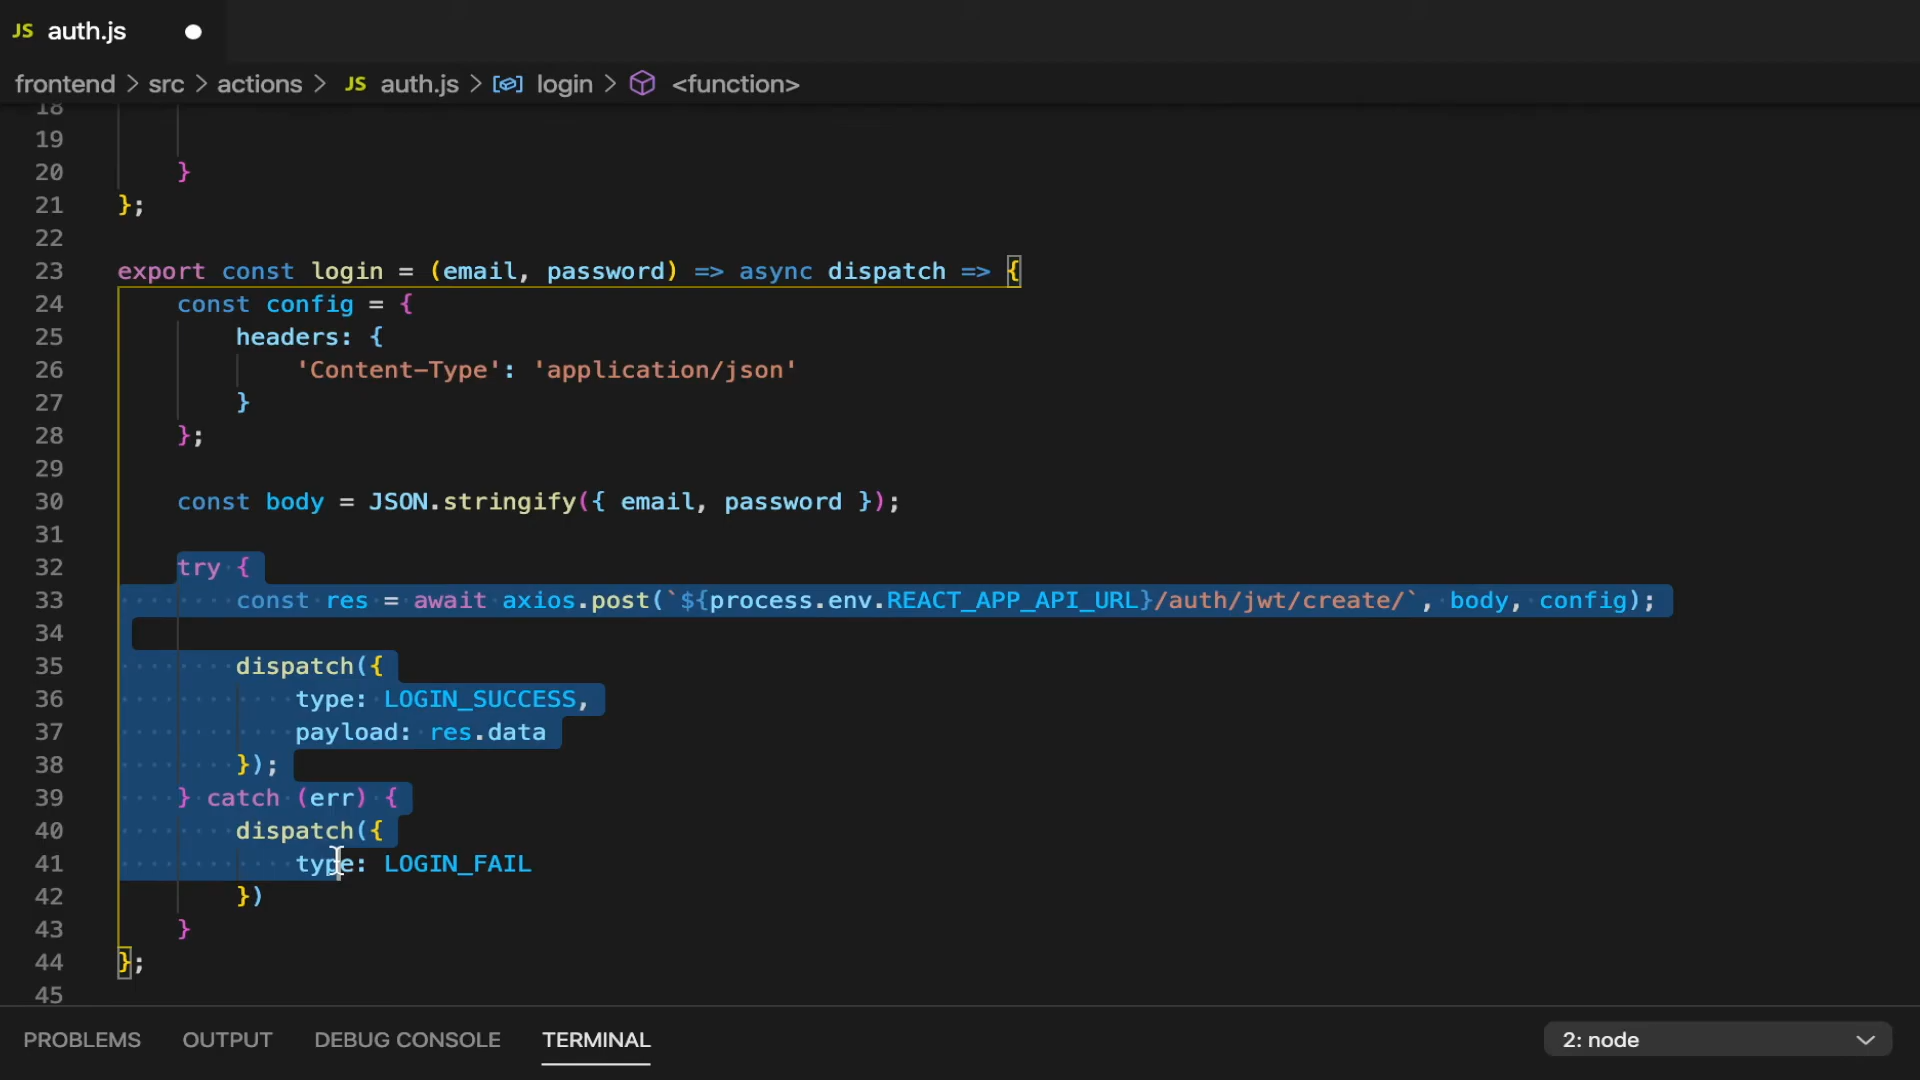 JS auth.js
frontend > src > actions > JS auth.js > login > <function>
18
19
20 }
21 };
22
23 export const login = (email, password) => async dispatch => {
24 const config = {
25 headers: {
26 'Content-Type': 'application/json'
27 }
28 };
29
30 const body = JSON.stringify({ email, password });
31
32 try {
33 const res = await axios.post(`${process.env.REACT_APP_API_URL}/auth/jwt/create/`, body, config);
34
35 dispatch({
36 type: LOGIN_SUCCESS,
37 payload: res.data
38 });
39 } catch (err) {
40 dispatch({
41 type: LOGIN_FAIL
42 })
43 }
44 };
45
PROBLEMS OUTPUT DEBUG CONSOLE TERMINAL 2: node